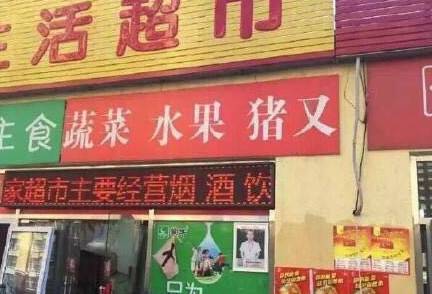 生活超市
主食
蔬菜 水果 猪又
家超市主要经营烟 酒 饮